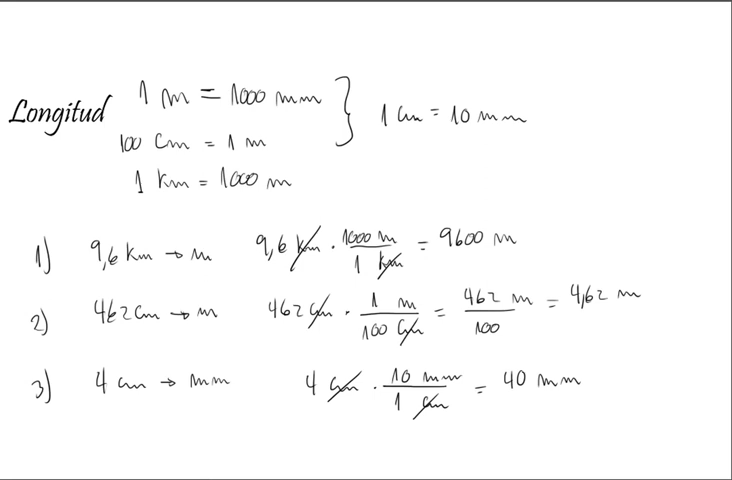 Longitud 1 m = 1000 mm } 1 cm = 10 mm
100 cm = 1 m
1 km = 1000 m
1) 9,6 km → m 9,6 km · 1000 m / 1 km = 9600 m
2) 462 cm → m 462 cm · 1 m / 100 cm = 462 m / 100 = 4,62 m
3) 4 cm → mm 4 cm · 10 mm / 1 cm = 40 mm